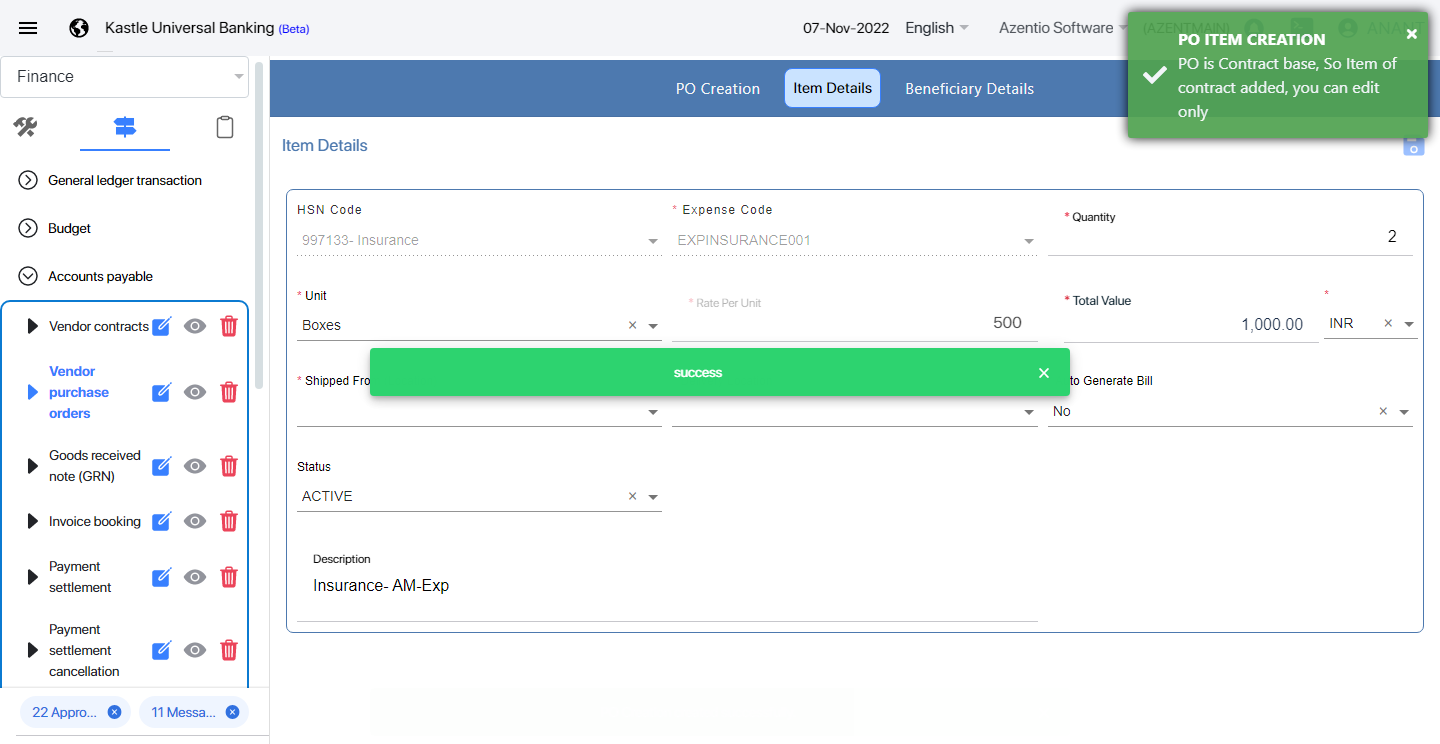 Kastle Universal Banking (Beta)
07-Nov-2022
English
Azentio Software
Finance
PO Creation
Item Details
Beneficiary Details
PO ITEM CREATION
PO is Contract base, So Item of
contract added, you can edit
only
General ledger transaction
Budget
Accounts payable
Vendor contracts
Vendor
purchase
orders
Goods received
note (GRN)
Invoice booking
Payment
settlement
Payment
settlement
cancellation
22 Appro...
11 Messa...
Item Details
HSN Code
* Expense Code
* Quantity
997133- Insurance
EXPINSURANCE001
2
* Unit
* Rate Per Unit
* Total Value
*
Boxes
500
1,000.00
INR
success
* Shipped Fro
to Generate Bill
No
Status
ACTIVE
Description
Insurance- AM-Exp